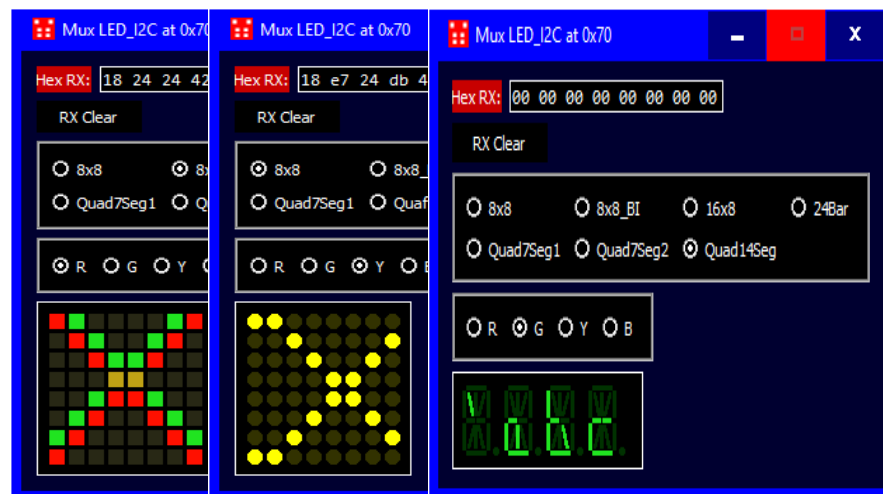 Mux LED_I2C at 0x70
Hex RX: 18 24 24 42
RX Clear
8x8
Quad7Seg1
R G Y
Mux LED_I2C at 0x70
Hex RX: 18 e7 24 db 4
RX Clear
8x8 8x8_
Quad7Seg1 Quaf
R G Y
Mux LED_I2C at 0x70
Hex RX: 00 00 00 00 00 00 00 00
RX Clear
8x8 8x8_BI 16x8 24Bar
Quad7Seg1 Quad7Seg2 Quad14Seg
R G Y B
\abc